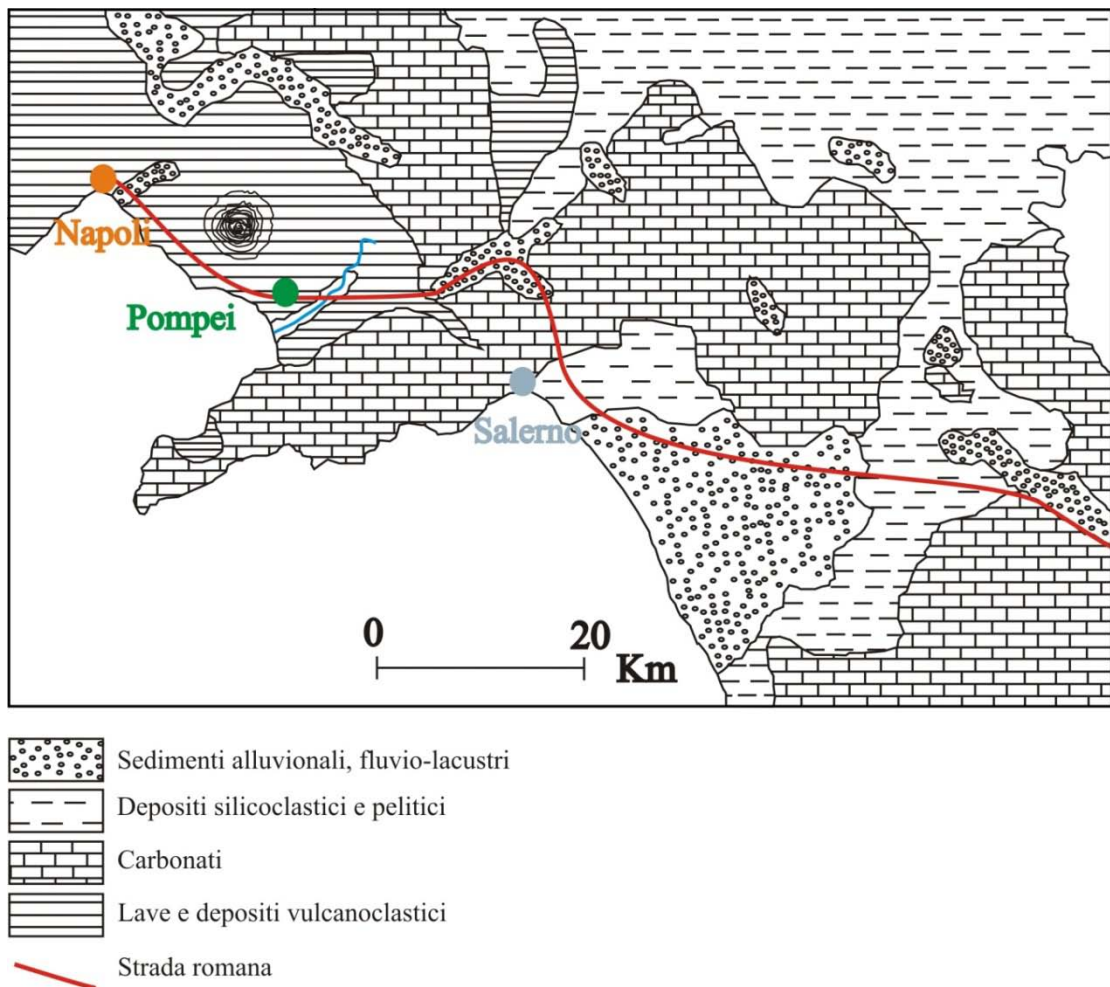 Napoli
Pompei
Salerno
0 20
Km
Sedimenti alluvionali, fluvio-lacustri
Depositi silicoclastici e pelitici
Carbonati
Lave e depositi vulcanoclastici
Strada romana